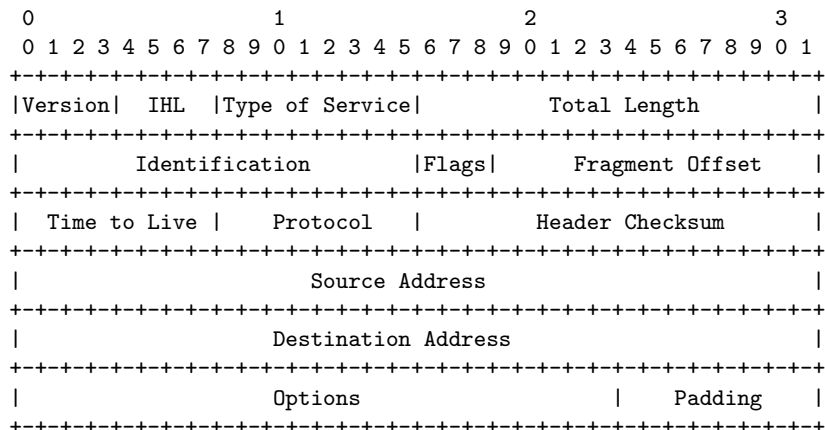 0                   1                   2                   3
0 1 2 3 4 5 6 7 8 9 0 1 2 3 4 5 6 7 8 9 0 1 2 3 4 5 6 7 8 9 0 1
+-+-+-+-+-+-+-+-+-+-+-+-+-+-+-+-+-+-+-+-+-+-+-+-+-+-+-+-+-+-+-+-+
|Version|  IHL  |Type of Service|          Total Length         |
+-+-+-+-+-+-+-+-+-+-+-+-+-+-+-+-+-+-+-+-+-+-+-+-+-+-+-+-+-+-+-+-+
|         Identification        |Flags|      Fragment Offset    |
+-+-+-+-+-+-+-+-+-+-+-+-+-+-+-+-+-+-+-+-+-+-+-+-+-+-+-+-+-+-+-+-+
|  Time to Live |    Protocol   |         Header Checksum       |
+-+-+-+-+-+-+-+-+-+-+-+-+-+-+-+-+-+-+-+-+-+-+-+-+-+-+-+-+-+-+-+-+
|                       Source Address                          |
+-+-+-+-+-+-+-+-+-+-+-+-+-+-+-+-+-+-+-+-+-+-+-+-+-+-+-+-+-+-+-+-+
|                    Destination Address                        |
+-+-+-+-+-+-+-+-+-+-+-+-+-+-+-+-+-+-+-+-+-+-+-+-+-+-+-+-+-+-+-+-+
|                    Options                    |    Padding    |
+-+-+-+-+-+-+-+-+-+-+-+-+-+-+-+-+-+-+-+-+-+-+-+-+-+-+-+-+-+-+-+-+